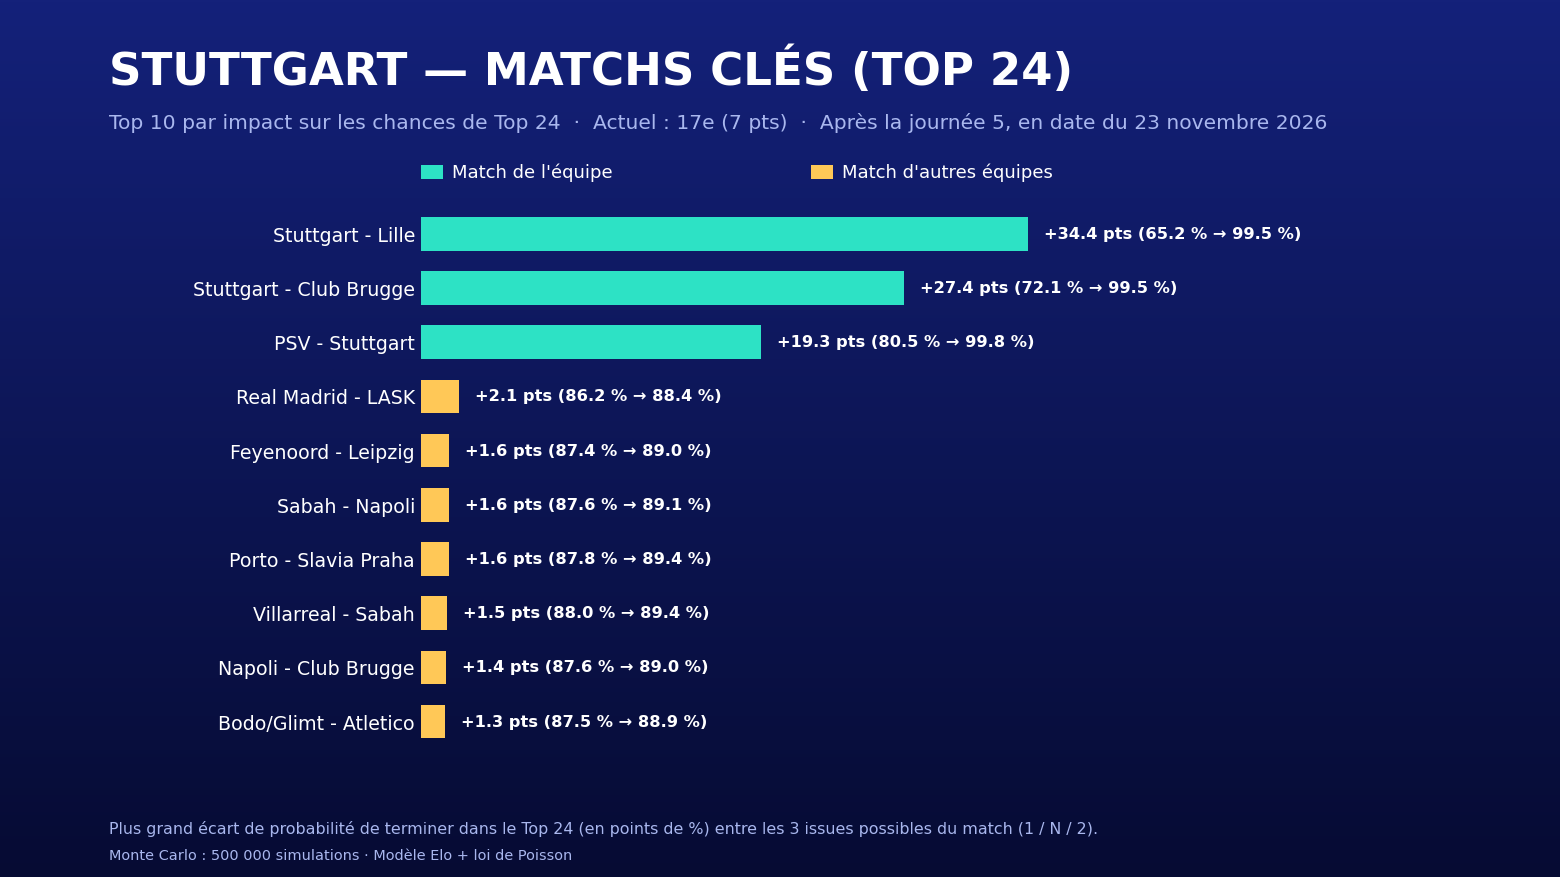 STUTTGART — MATCHS CLÉS (TOP 24)
Top 10 par impact sur les chances de Top 24 · Actuel : 17e (7 pts) · Après la journée 5, en date du 23 novembre 2026
Match de l'équipe
Match d'autres équipes
Stuttgart - Lille +34.4 pts (65.2 % → 99.5 %)
Stuttgart - Club Brugge +27.4 pts (72.1 % → 99.5 %)
PSV - Stuttgart +19.3 pts (80.5 % → 99.8 %)
Real Madrid - LASK +2.1 pts (86.2 % → 88.4 %)
Feyenoord - Leipzig +1.6 pts (87.4 % → 89.0 %)
Sabah - Napoli +1.6 pts (87.6 % → 89.1 %)
Porto - Slavia Praha +1.6 pts (87.8 % → 89.4 %)
Villarreal - Sabah +1.5 pts (88.0 % → 89.4 %)
Napoli - Club Brugge +1.4 pts (87.6 % → 89.0 %)
Bodo/Glimt - Atletico +1.3 pts (87.5 % → 88.9 %)
Plus grand écart de probabilité de terminer dans le Top 24 (en points de %) entre les 3 issues possibles du match (1 / N / 2).
Monte Carlo : 500 000 simulations · Modèle Elo + loi de Poisson